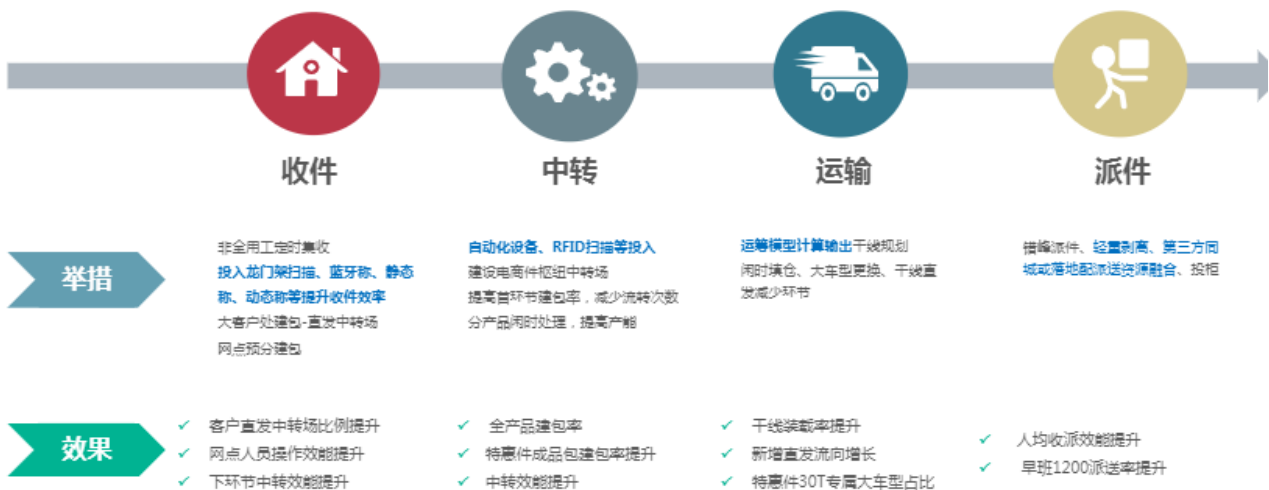 收件
中转
运输
派件
举措
非全用工定时集收
投入龙门架扫描、蓝牙称、静态
称、动态称等提升收件效率
大客户处建包-直发中转场
网点预分建包
自动化设备、RFID扫描等投入
建设电商件枢纽中转场
提高首环节建包率，减少流转次数
分产品闲时处理，提高产能
运筹模型计算输出干线规划
闲时填仓、大车型更换、干线直
发减少环节
错峰派件、轻重剥离、第三方同
城或落地配派送资源融合、投柜
效果
✓ 客户直发中转场比例提升
✓ 网点人员操作效能提升
✓ 下环节中转效能提升
✓ 全产品建包率
✓ 特惠件成品包建包率提升
✓ 中转效能提升
✓ 干线装载率提升
✓ 新增直发流向增长
✓ 特惠件30T专属大车型占比
✓ 人均收派效能提升
✓ 早班1200派送率提升